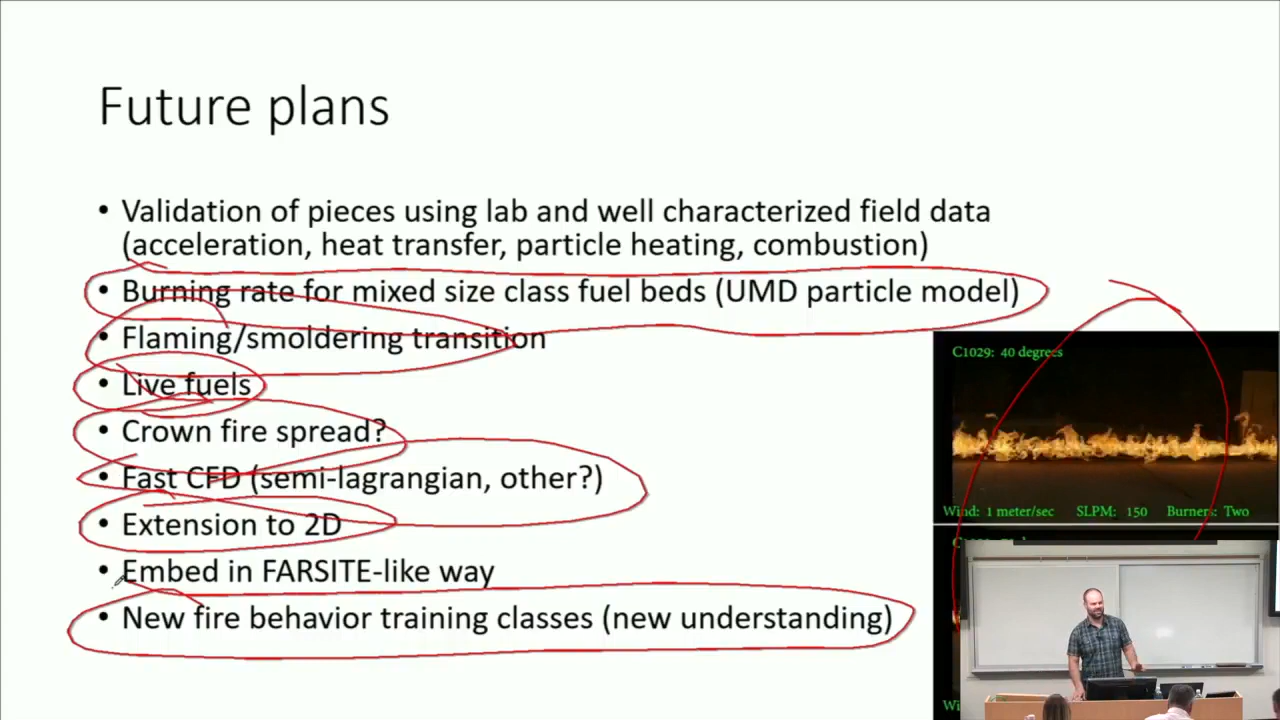 Future plans
• Validation of pieces using lab and well characterized field data
(acceleration, heat transfer, particle heating, combustion)
• Burning rate for mixed size class fuel beds (UMD particle model)
• Flaming/smoldering transition
• Live fuels
• Crown fire spread?
• Fast CFD (semi-lagrangian, other?)
• Extension to 2D
• Embed in FARSITE-like way
• New fire behavior training classes (new understanding)
C1029: 40 degrees
Wind: 1 meter/sec SLPM: 150 Burners: Two